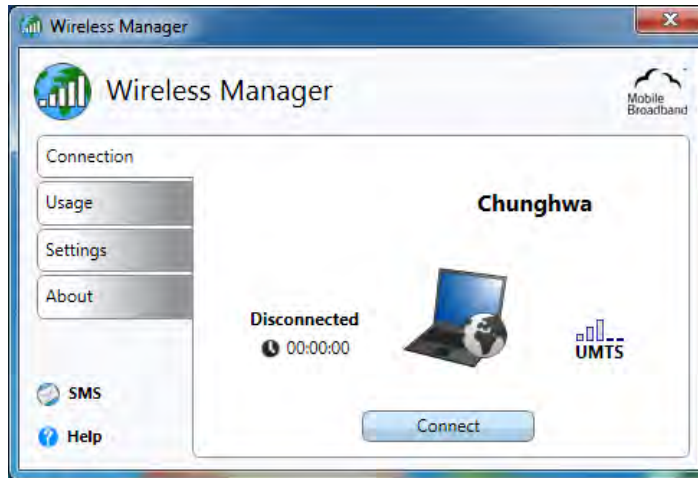 Wireless Manager
Wireless Manager
Mobile
Broadband
Connection
Usage
Settings
About
SMS
Help
Chunghwa
Disconnected
00:00:00
UMTS
Connect